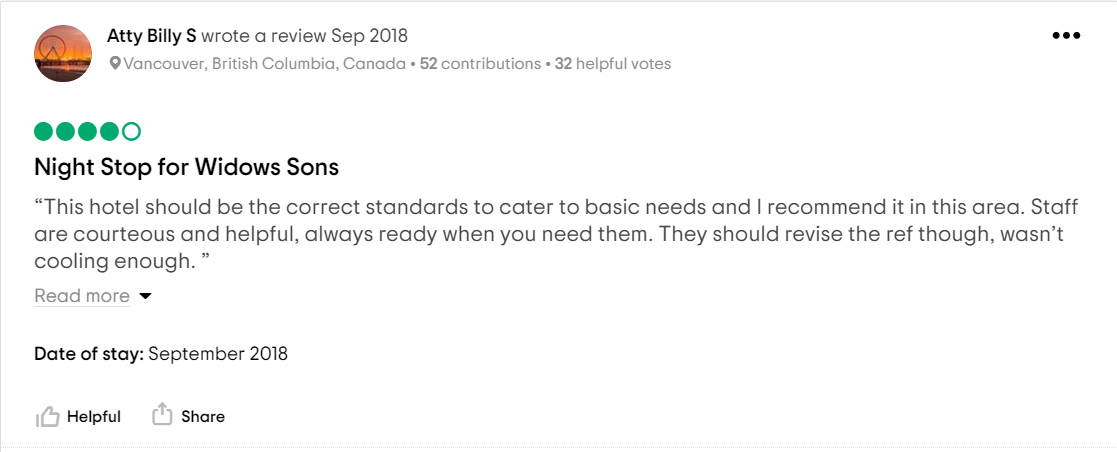 Atty Billy S wrote a review Sep 2018
Vancouver, British Columbia, Canada • 52 contributions • 32 helpful votes
Night Stop for Widows Sons
“This hotel should be the correct standards to cater to basic needs and I recommend it in this area. Staff
are courteous and helpful, always ready when you need them. They should revise the ref though, wasn’t
cooling enough. ”
Read more
Date of stay: September 2018
Helpful Share